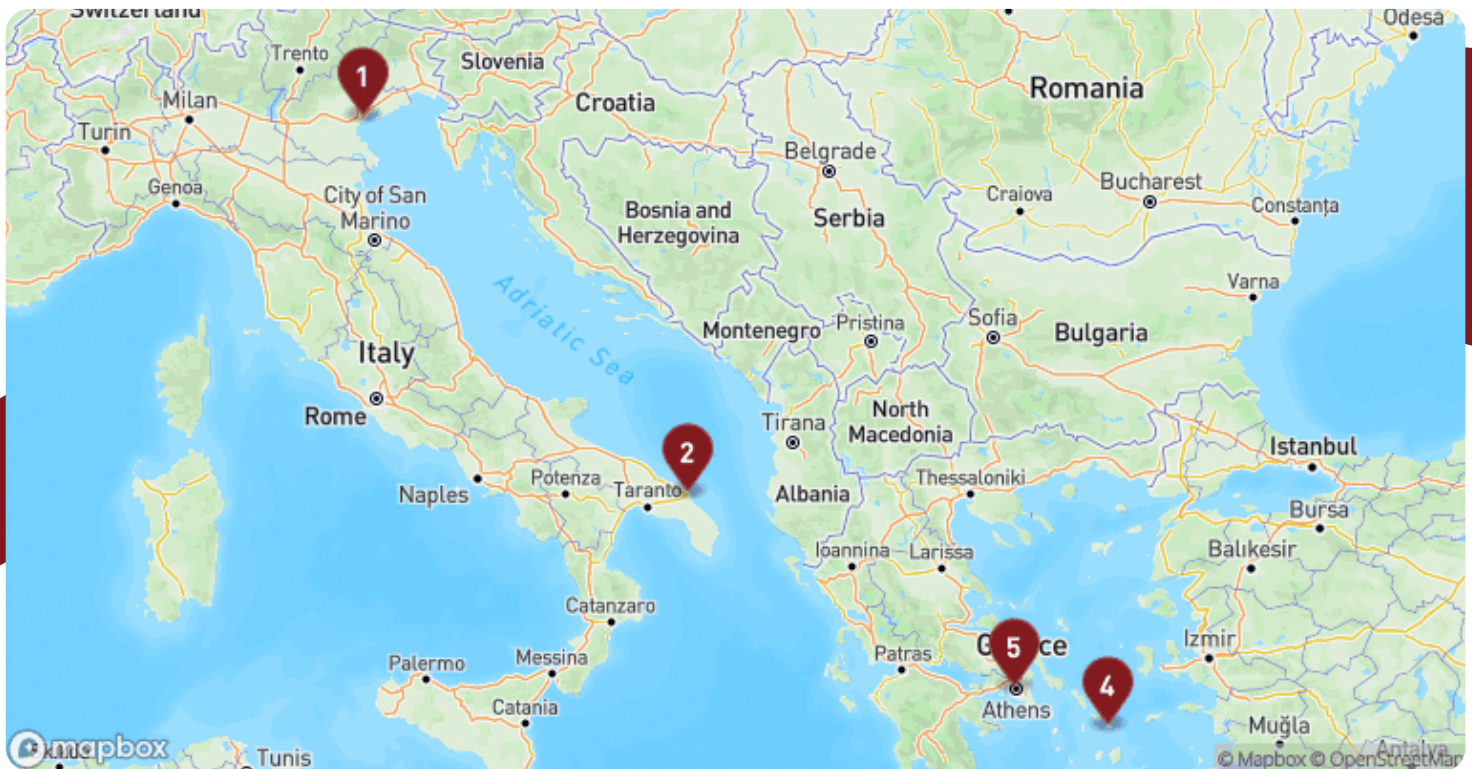 Switzerland
Odesa
Trento
1
Slovenia
Milan
Croatia
Romania
Turin
Belgrade
Genoa
City of San
Marino
Bosnia and
Herzegovina
Serbia
Craiova
Bucharest
Constanța
Adriatic Sea
Varna
Montenegro
Pristina
Sofia
Bulgaria
Italy
Rome
Tirana
North
Macedonia
Istanbul
2
Naples
Potenza
Taranto
Albania
Thessaloniki
Bursa
Ioannina
Larissa
Balıkesir
Catanzaro
Palermo
Messina
Patras
5
Izmir
4
Catania
Athens
Muğla
mapbox
Tunis
Antalya
© Mapbox © OpenStreetMap